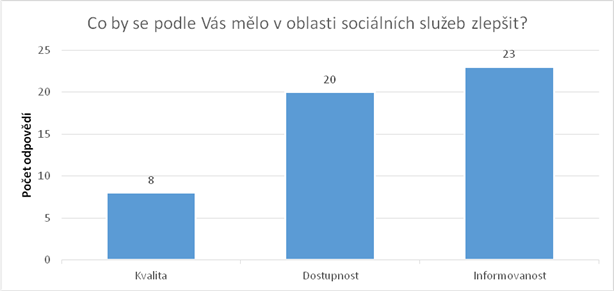 Co by se podle Vás mělo v oblasti sociálních služeb zlepšit?
Počet odpovědí
25
20
15
10
5
0
8
20
23
Kvalita
Dostupnost
Informovanost